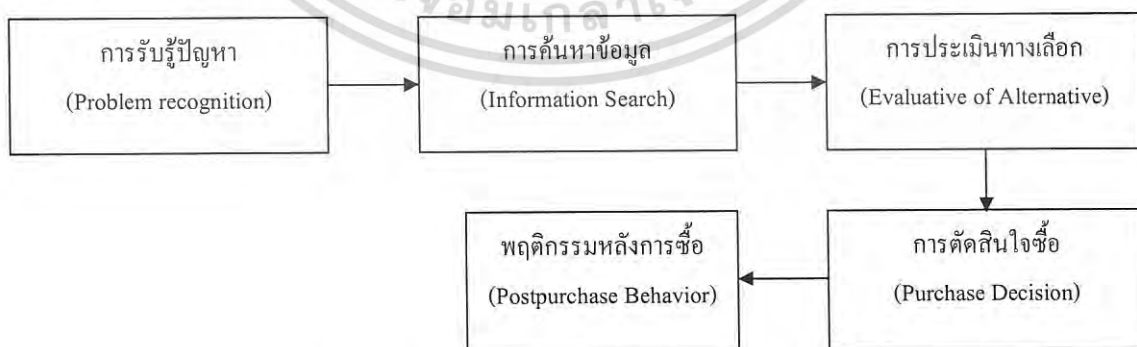 การรับรู้ปัญหา
(Problem recognition)
การค้นหาข้อมูล
(Information Search)
การประเมินทางเลือก
(Evaluative of Alternative)
การตัดสินใจซื้อ
(Purchase Decision)
พฤติกรรมหลังการซื้อ
(Postpurchase Behavior)